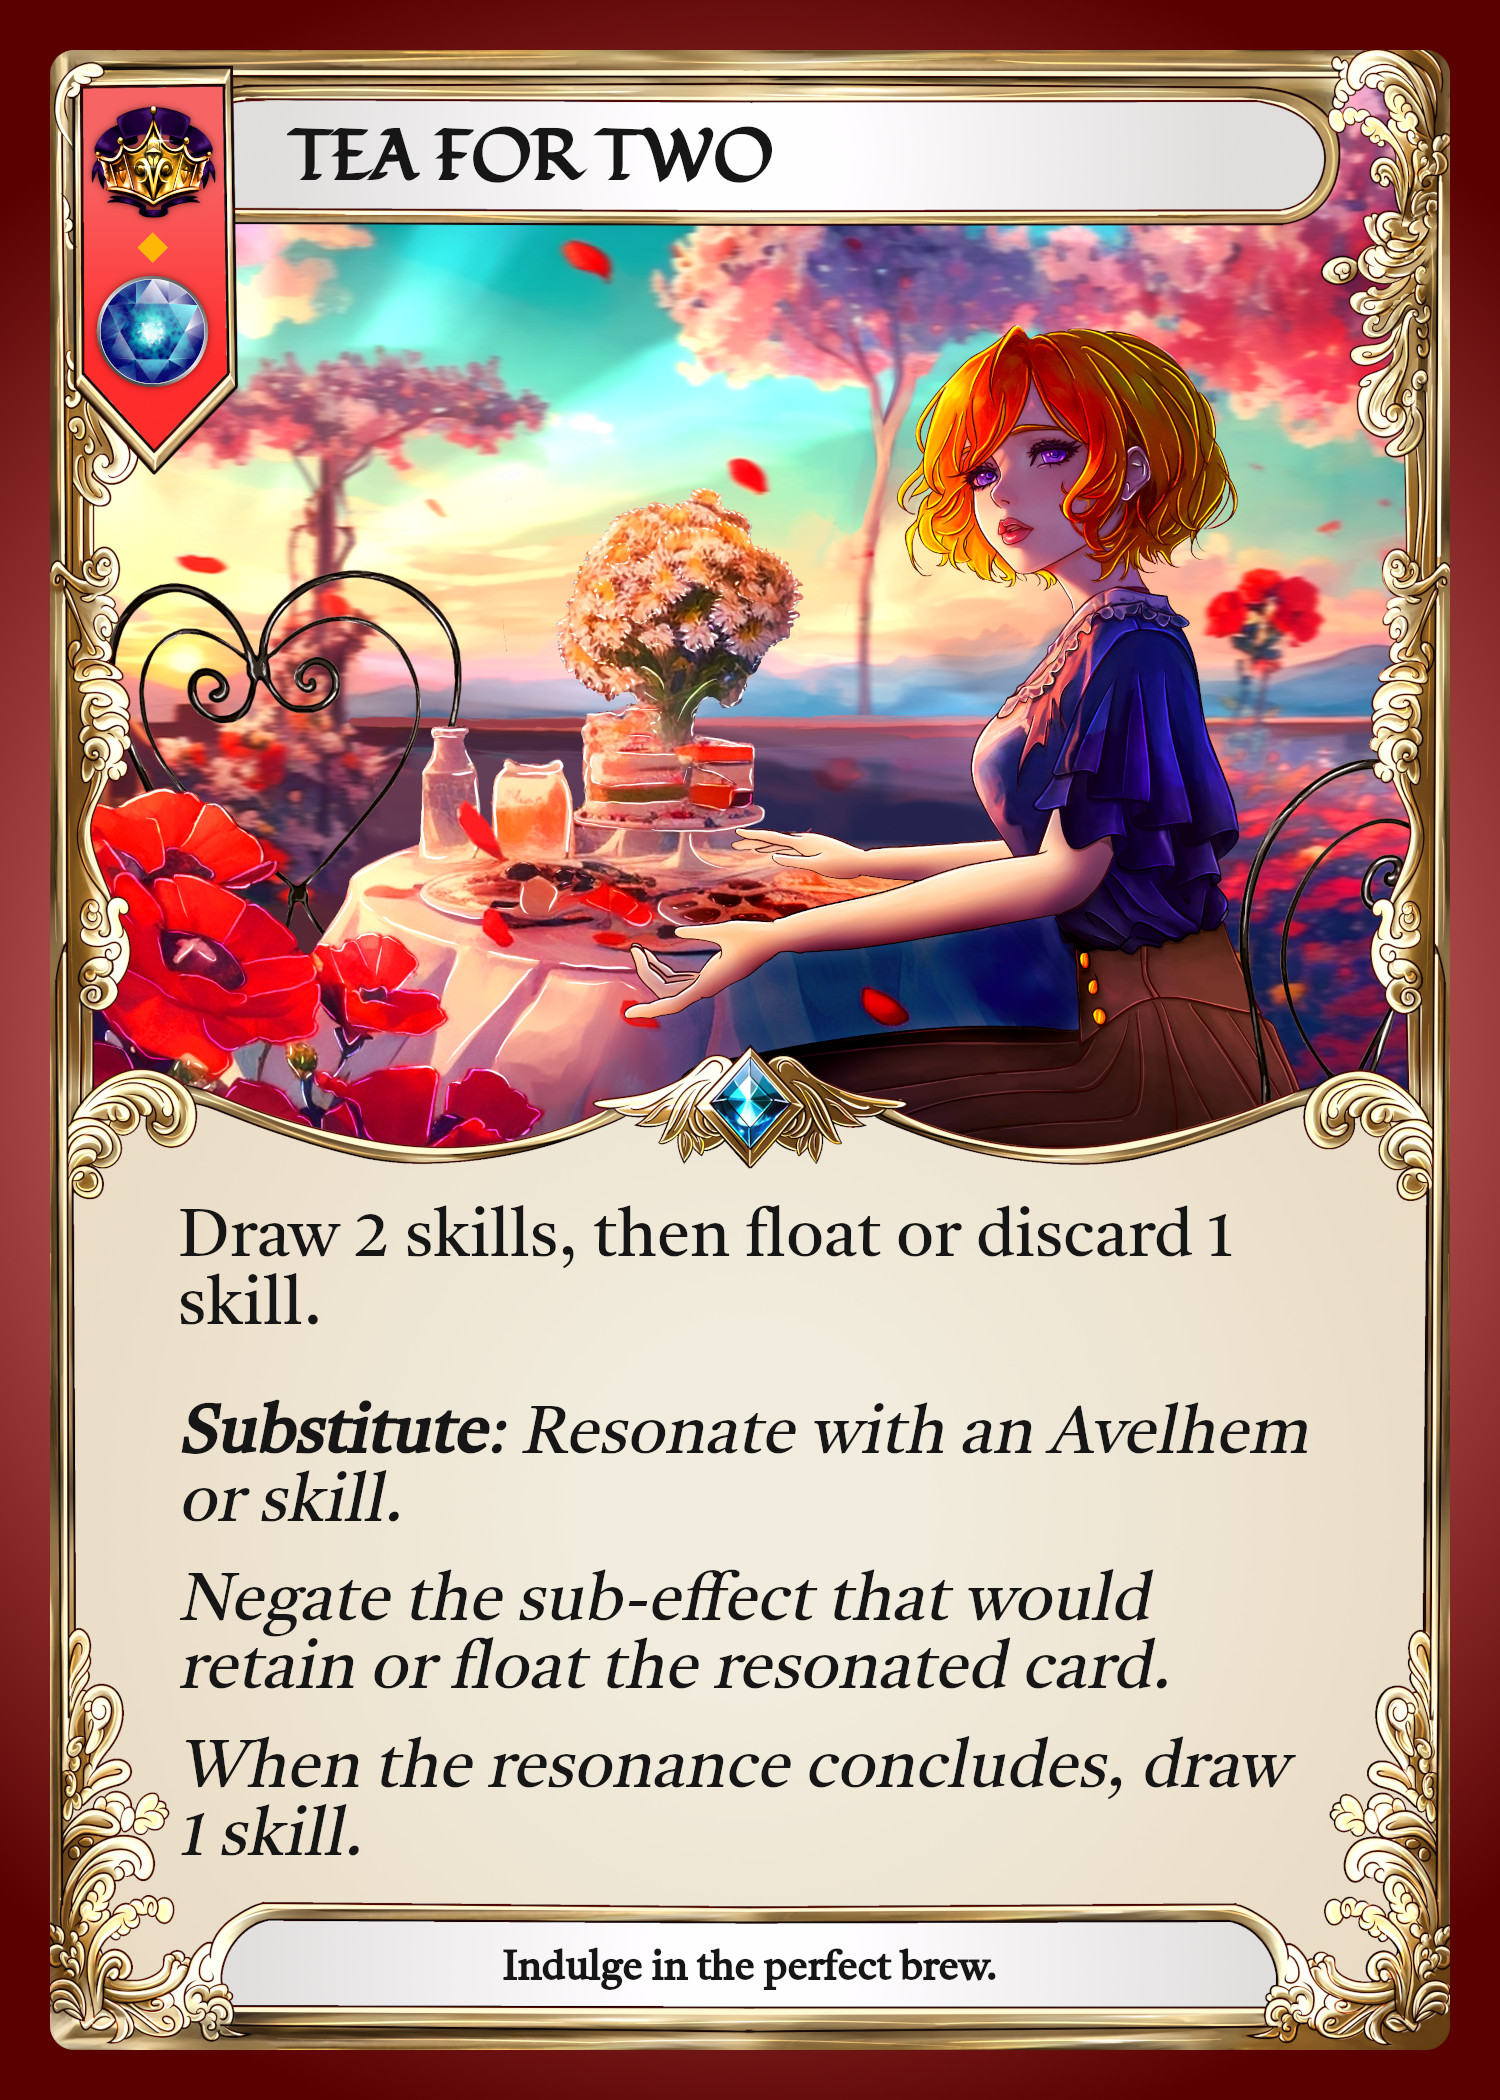 TEA FOR TWO
Draw 2 skills, then float or discard 1
skill.
Substitute: Resonate with an Avelhem
or skill.
Negate the sub-effect that would
retain or float the resonated card.
When the resonance concludes, draw
1 skill.
Indulge in the perfect brew.